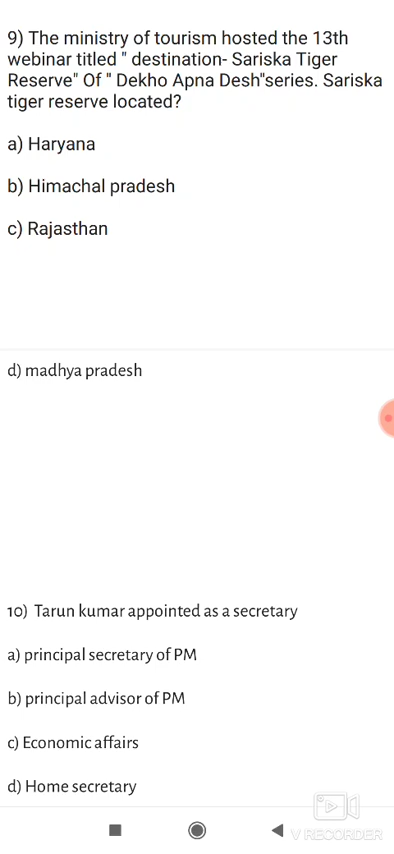 9) The ministry of tourism hosted the 13th
webinar titled " destination- Sariska Tiger
Reserve" Of " Dekho Apna Desh"series. Sariska
tiger reserve located?
a) Haryana
b) Himachal pradesh
c) Rajasthan
d) madhya pradesh
10) Tarun kumar appointed as a secretary
a) principal secretary of PM
b) principal advisor of PM
c) Economic affairs
d) Home secretary
V RECORDER